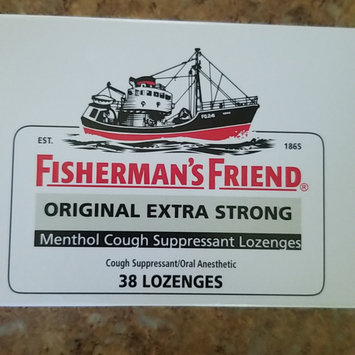 EST. 1865
FISHERMAN'S FRIEND®
ORIGINAL EXTRA STRONG
Menthol Cough Suppressant Lozenges
Cough Suppressant/Oral Anesthetic
38 LOZENGES